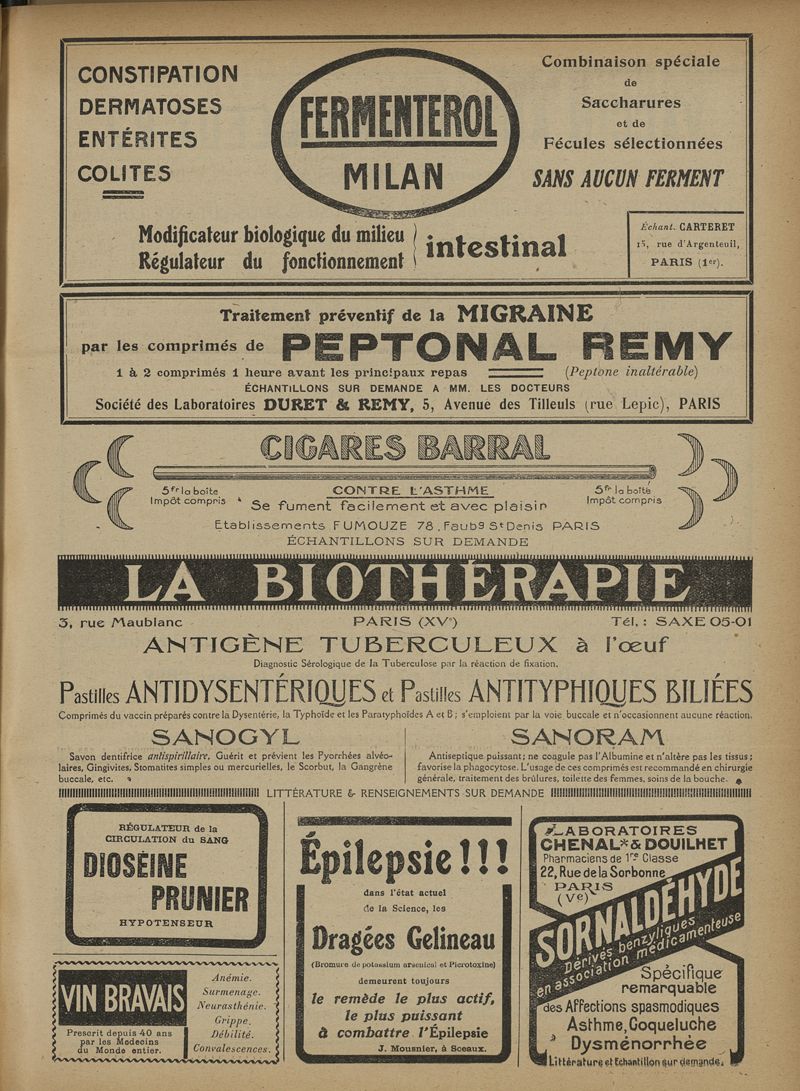 CONSTIPATION
DERMATOSES
ENTÉRITES
COLITES
FERMENTEROL
MILAN
Combinaison spéciale
de
Saccharures
et de
Fécules sélectionnées
SANS AUCUN FERMENT
Modificateur biologique du milieu
Régulateur du fonctionnement
intestinal
Échant. CARTERET
15, rue d'Argenteuil,
PARIS (1er).
Traitement préventif de la MIGRAINE
par les comprimés de PEPTONAL REMY
1 à 2 comprimés 1 heure avant les principaux repas (Peptone inaltérable)
ÉCHANTILLONS SUR DEMANDE A MM. LES DOCTEURS
Société des Laboratoires DURET & REMY, 5, Avenue des Tilleuls (rue Lepic), PARIS
CIGARES BARRAL
5fr la boîte
Impôt compris
CONTRE L'ASTHME
Se fument facilement et avec plaisir
5fr la boîte
Impôt compris
Etablissements FUMOUZE 78, Faubg St Denis PARIS
ÉCHANTILLONS SUR DEMANDE
LA BIOTHÉRAPIE
3, rue Maublanc PARIS (XVe) Tél. : SAXE 05-01
ANTIGÈNE TUBERCULEUX à l'œuf
Diagnostic Sérologique de la Tuberculose par la réaction de fixation.
Pastilles ANTIDYSENTÉRIQUES et Pastilles ANTITYPHIQUES BILIÉES
Comprimés du vaccin préparés contre la Dysentérie, la Typhoïde et les Paratyphoïdes A et B ; s'emploient par la voie buccale et n'occasionnent aucune réaction.
SANOGYL
Savon dentifrice antispirillaire, Guérit et prévient les Pyorrhées alvéo-
laires, Gingivites, Stomatites simples ou mercurielles, le Scorbut, la Gangrène
buccale, etc.
SANORAM
Antiseptique puissant; ne coagule pas l'Albumine et n'altère pas les tissus ;
favorise la phagocytose. L'usage de ces comprimés est recommandé en chirurgie
générale, traitement des brûlures, toilette des femmes, soins de la bouche.
LITTÉRATURE & RENSEIGNEMENTS SUR DEMANDE
RÉGULATEUR de la
CIRCULATION du SANG
DIOSÉINE
PRUNIER
HYPOTENSEUR
VIN BRAVAIS
Prescrit depuis 40 ans
par les Médecins
du Monde entier.
Anémie.
Surmenage.
Neurasthénie.
Grippe.
Débilité.
Convalescences.
Épilepsie!!!
dans l'état actuel
de la Science, les
Dragées Gelineau
(Bromure de potassium arsenical et Picrotoxine)
demeurent toujours
le remède le plus actif,
le plus puissant
à combattre l'Épilepsie
J. Mousnier, à Sceaux.
LABORATOIRES
CHENAL & DOUILHET
Pharmaciens de 1re Classe
22, Rue de la Sorbonne
PARIS
(Ve)
SORNALDÉHYDE
Dérivés benzyliques
en association médicamenteuse
Spécifique
remarquable
des Affections spasmodiques
Asthme, Coqueluche
Dysménorrhée
Littérature et Echantillon sur demande.